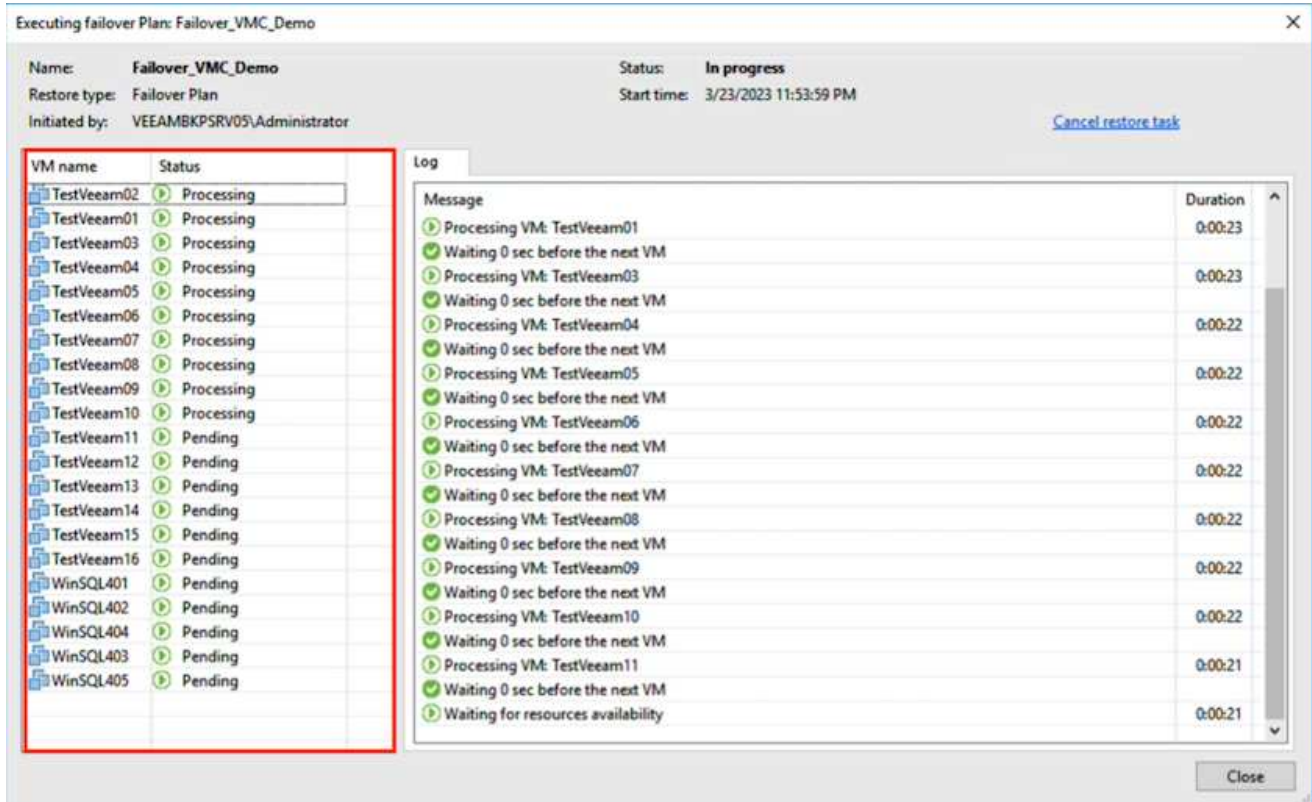 Executing failover Plan: Failover_VMC_Demo
Name: Failover_VMC_Demo
Status: In progress
Restore type: Failover Plan
Start time: 3/23/2023 11:53:59 PM
Initiated by: VEEAMBKPSRV05\Administrator
Cancel restore task
VM name Status
TestVeeam02 Processing
TestVeeam01 Processing
TestVeeam03 Processing
TestVeeam04 Processing
TestVeeam05 Processing
TestVeeam06 Processing
TestVeeam07 Processing
TestVeeam08 Processing
TestVeeam09 Processing
TestVeeam10 Processing
TestVeeam11 Pending
TestVeeam12 Pending
TestVeeam13 Pending
TestVeeam14 Pending
TestVeeam15 Pending
TestVeeam16 Pending
WinSQL401 Pending
WinSQL402 Pending
WinSQL404 Pending
WinSQL403 Pending
WinSQL405 Pending
Log
Message Duration
Processing VM: TestVeeam01 0:00:23
Waiting 0 sec before the next VM
Processing VM: TestVeeam03 0:00:23
Waiting 0 sec before the next VM
Processing VM: TestVeeam04 0:00:22
Waiting 0 sec before the next VM
Processing VM: TestVeeam05 0:00:22
Waiting 0 sec before the next VM
Processing VM: TestVeeam06 0:00:22
Waiting 0 sec before the next VM
Processing VM: TestVeeam07 0:00:22
Waiting 0 sec before the next VM
Processing VM: TestVeeam08 0:00:22
Waiting 0 sec before the next VM
Processing VM: TestVeeam09 0:00:22
Waiting 0 sec before the next VM
Processing VM: TestVeeam10 0:00:22
Waiting 0 sec before the next VM
Processing VM: TestVeeam11 0:00:21
Waiting 0 sec before the next VM
Waiting for resources availability 0:00:21
Close